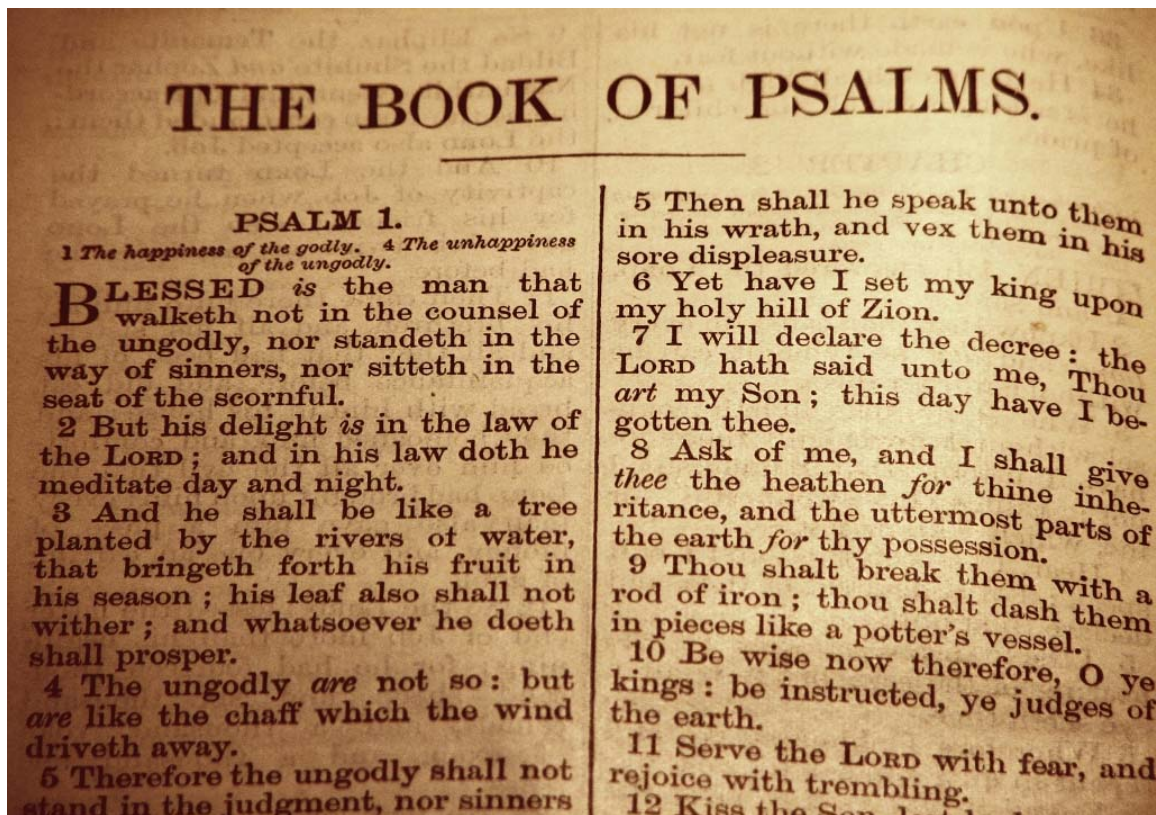 THE BOOK OF PSALMS.
PSALM 1.
1 The happiness of the godly. 4 The unhappiness
of the ungodly.
BLESSED is the man that
walketh not in the counsel of
the ungodly, nor standeth in the
way of sinners, nor sitteth in the
seat of the scornful.
2 But his delight is in the law of
the LORD; and in his law doth he
meditate day and night.
3 And he shall be like a tree
planted by the rivers of water,
that bringeth forth his fruit in
his season; his leaf also shall not
wither; and whatsoever he doeth
shall prosper.
4 The ungodly are not so: but
are like the chaff which the wind
driveth away.
5 Therefore the ungodly shall not
stand in the judgment, nor sinners
5 Then shall he speak unto them
in his wrath, and vex them in his
sore displeasure.
6 Yet have I set my king upon
my holy hill of Zion.
7 I will declare the decree: the
LORD hath said unto me, Thou
art my Son; this day have I be-
gotten thee.
8 Ask of me, and I shall give
thee the heathen for thine inhe-
ritance, and the uttermost parts of
the earth for thy possession.
9 Thou shalt break them with a
rod of iron; thou shalt dash them
in pieces like a potter's vessel.
10 Be wise now therefore, O ye
kings: be instructed, ye judges of
the earth.
11 Serve the LORD with fear, and
rejoice with trembling.
12 Kiss the Son, lest he